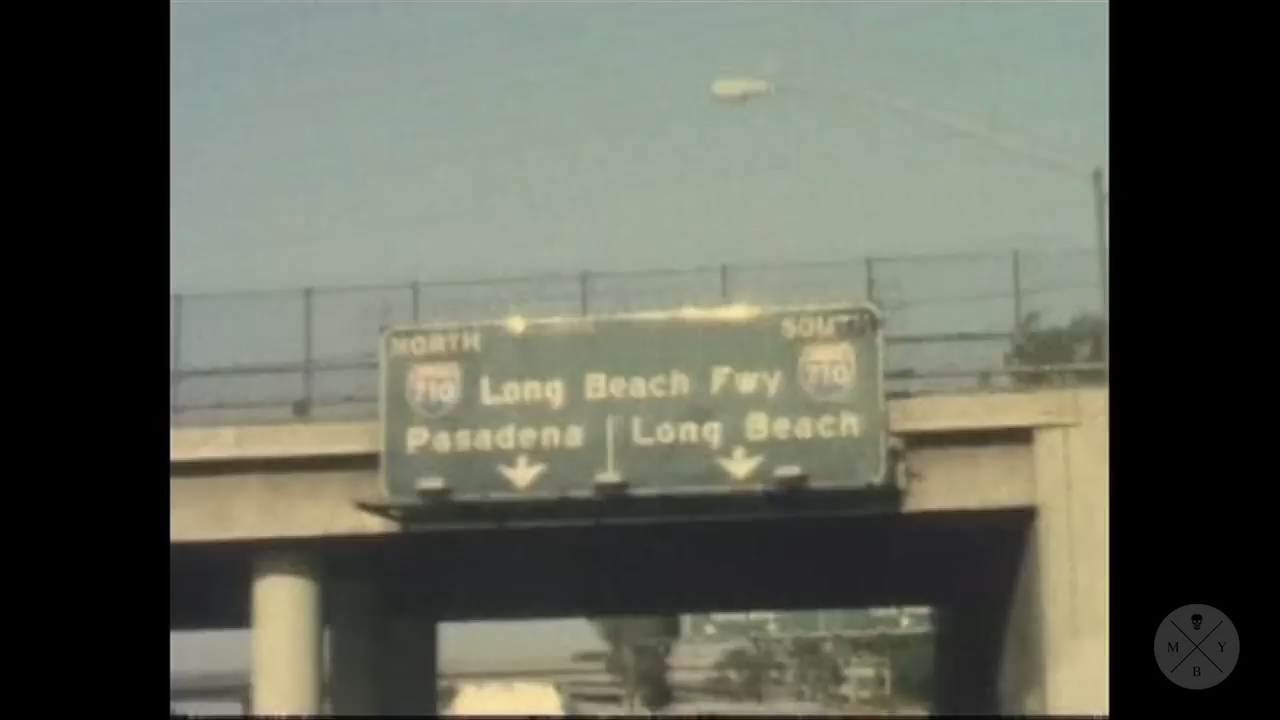 NORTH SOUTH
710 Long Beach Fwy 710
Pasadena Long Beach
M Y
B